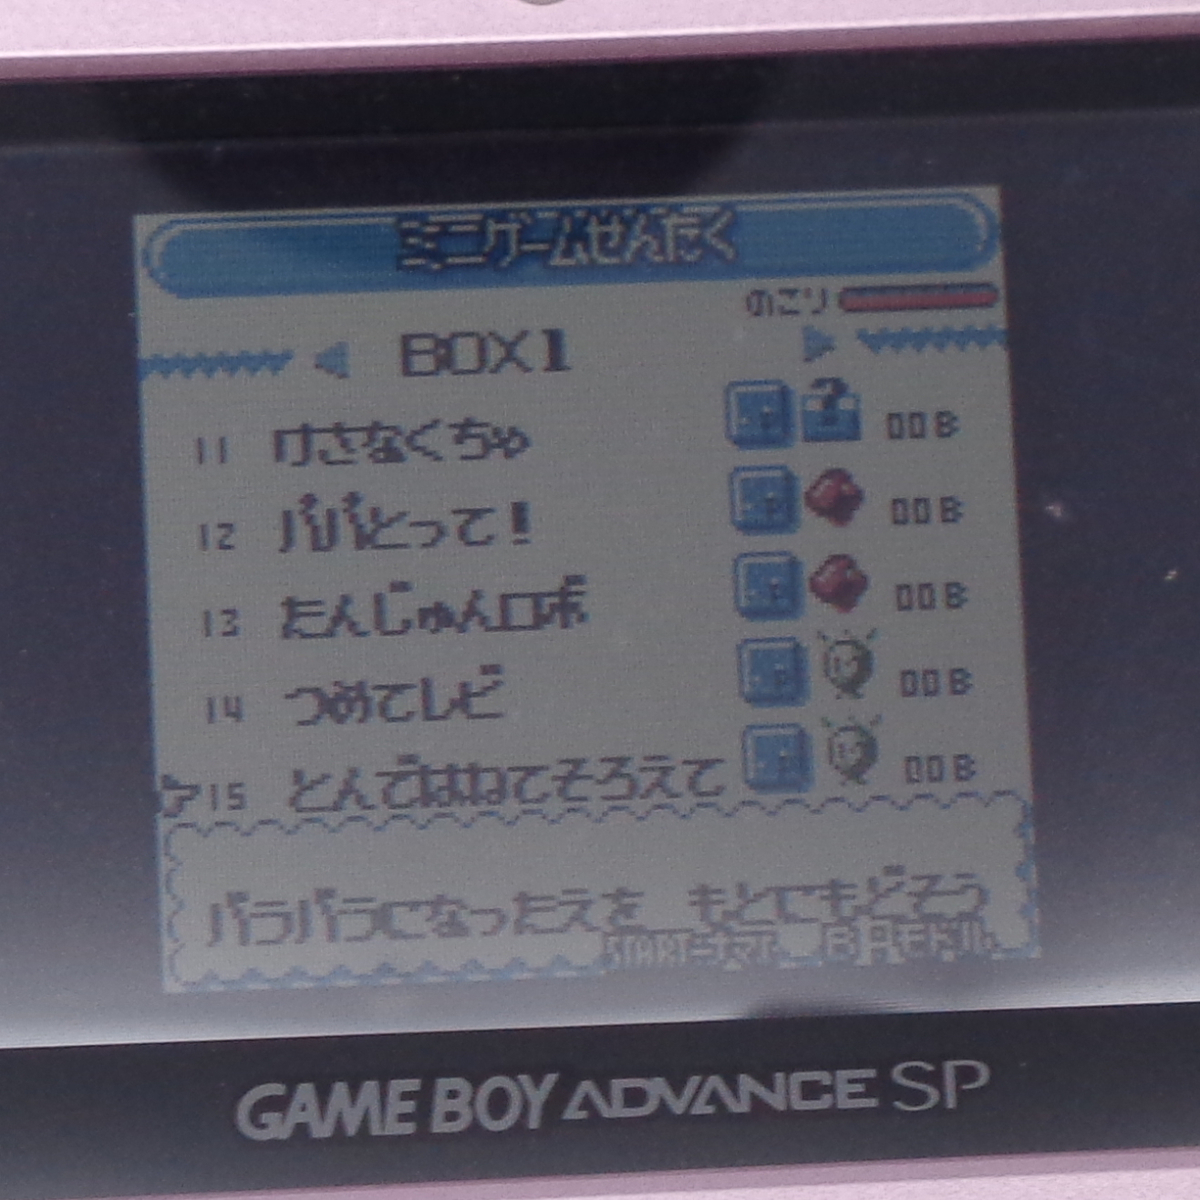 ミニゲームせんたく
のこり
BOX1
11 けさなくちゃ 00B
12 パパとって! 00B
13 たんじゅんロボ 00B
14 つめてレビ 00B
15 とんではねてそろえて 00B
バラバラになったえを もとにもどそう
START B モドル
GAME BOY ADVANCE SP